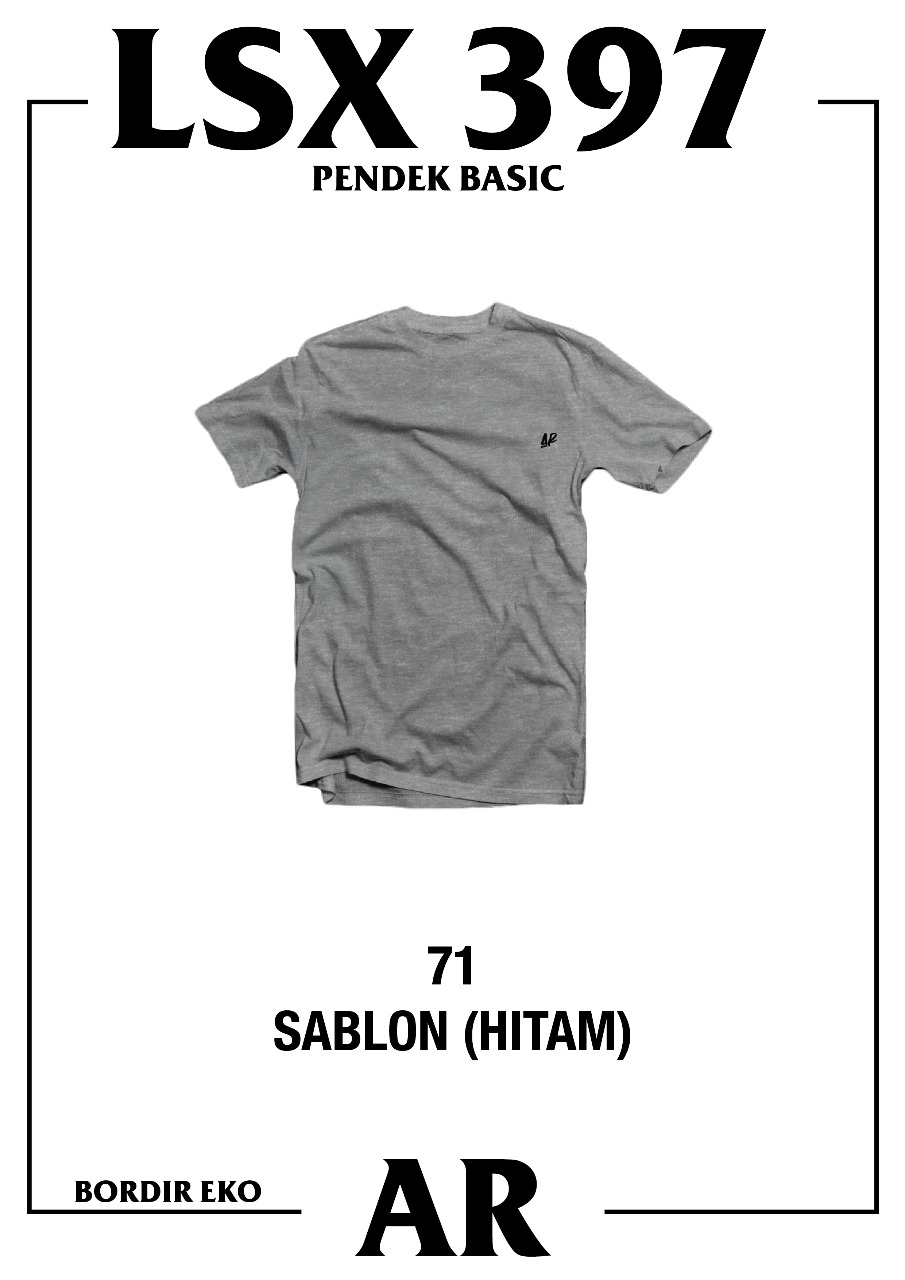 LSX 397
PENDEK BASIC
AR
71
SABLON (HITAM)
BORDIR EKO
AR